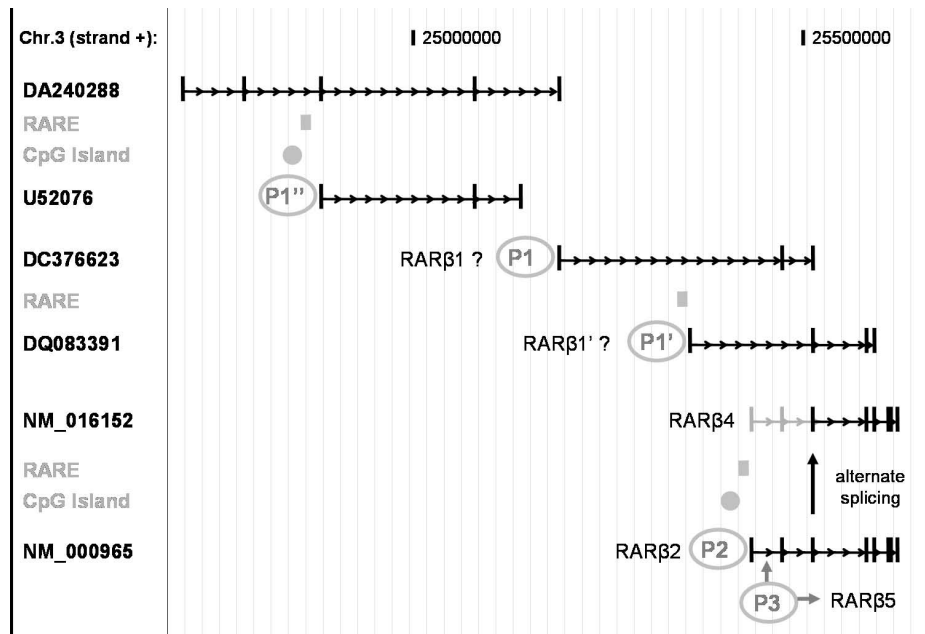 Chr.3 (strand +): 25000000 25500000
DA240288
RARE
CpG Island
U52076 P1’’
DC376623 RARβ1 ? P1
RARE
DQ083391 RARβ1’ ? P1’
NM_016152 RARβ4
RARE
CpG Island
alternate
splicing
NM_000965 RARβ2 P2
P3 RARβ5